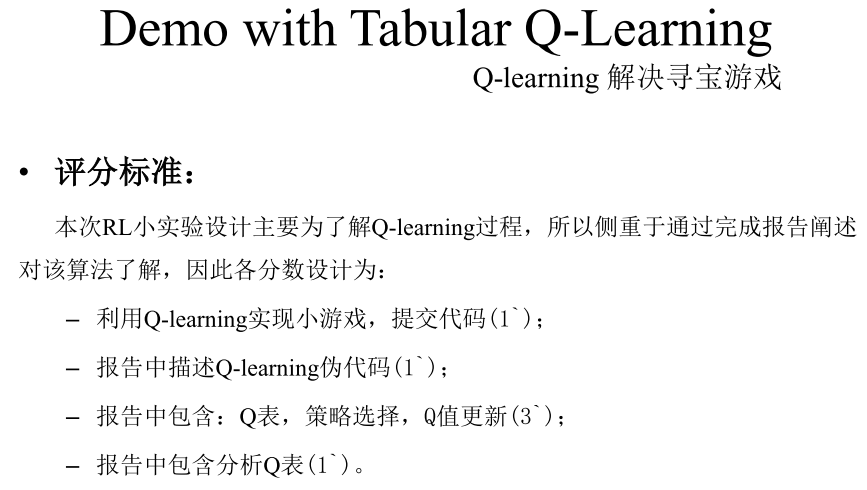 Demo with Tabular Q-Learning
Q-learning 解决寻宝游戏
• 评分标准：
本次RL小实验设计主要为了解Q-learning过程，所以侧重于通过完成报告阐述
对该算法了解，因此各分数设计为：
– 利用Q-learning实现小游戏，提交代码(1`)；
– 报告中描述Q-learning伪代码(1`)；
– 报告中包含：Q表，策略选择，Q值更新(3`)；
– 报告中包含分析Q表(1`)。